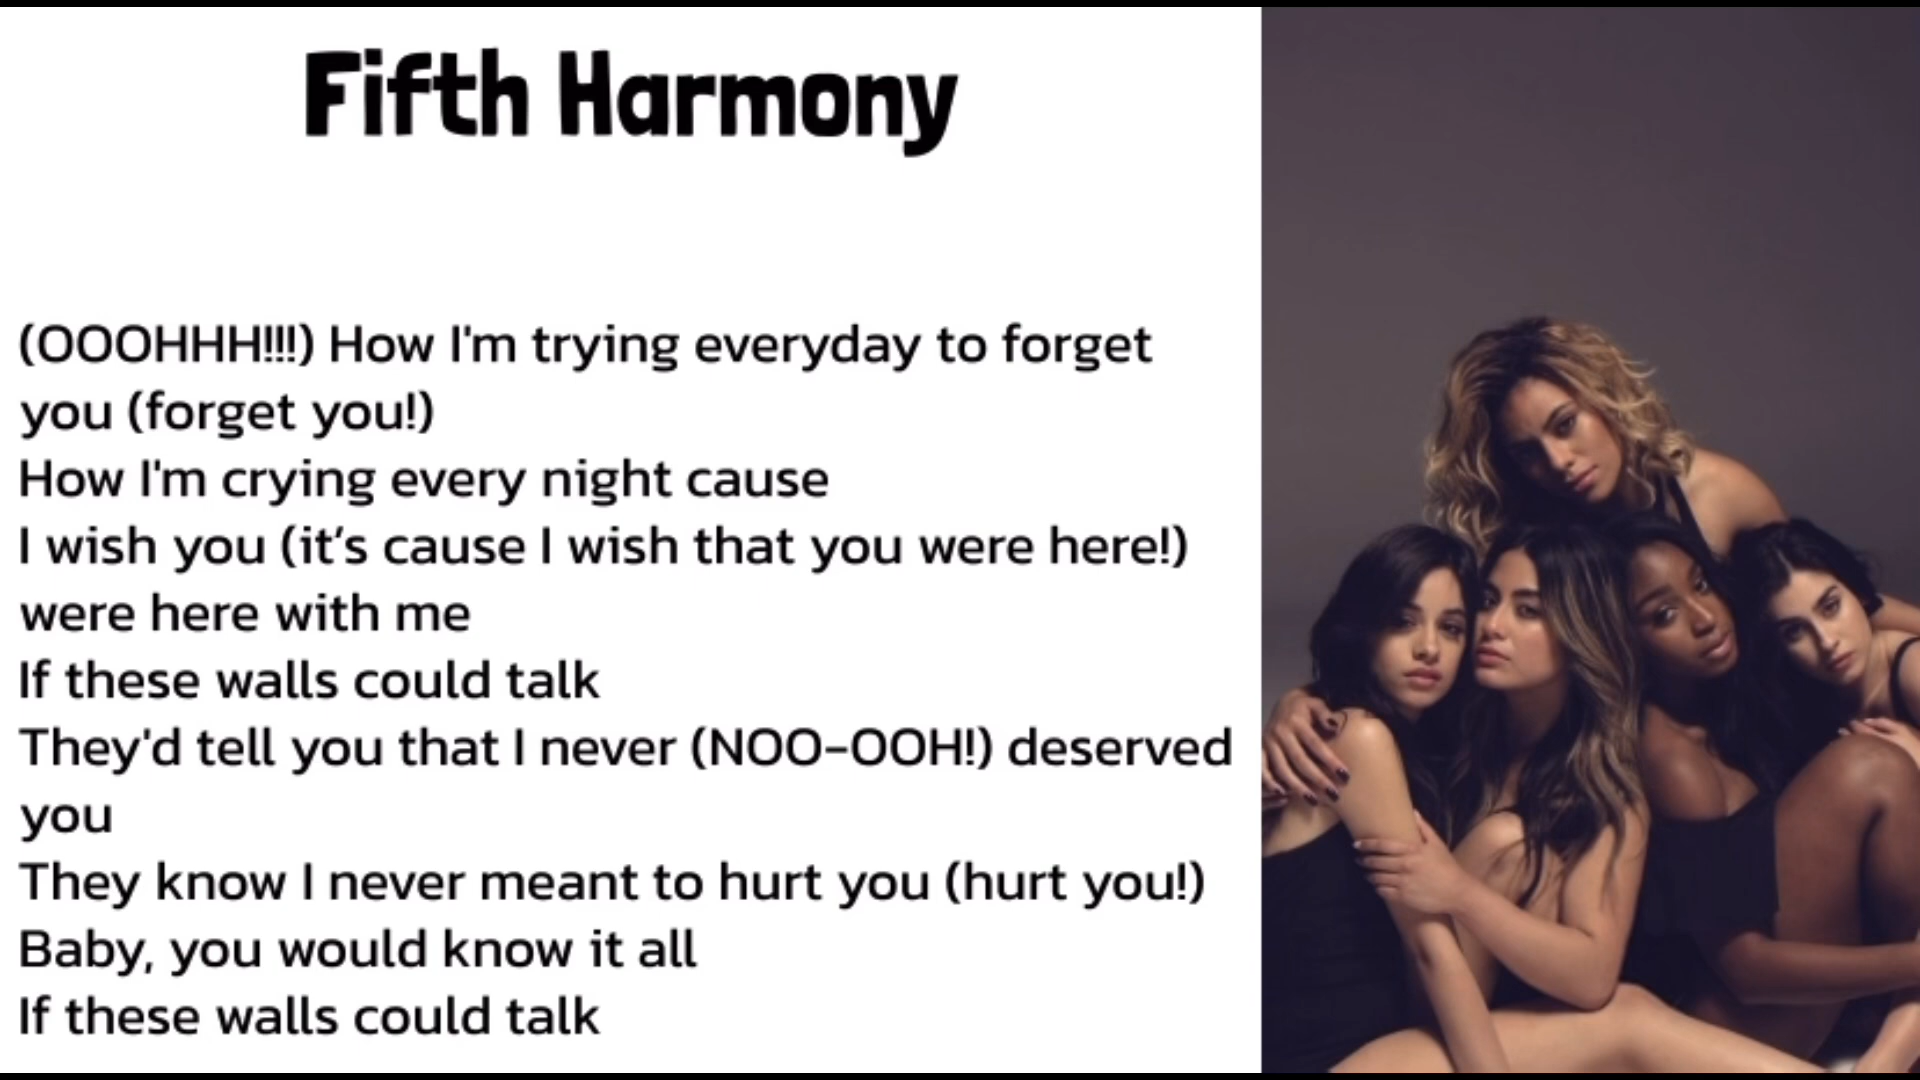 Fifth Harmony
(OOOHHH!!!) How I'm trying everyday to forget
you (forget you!)
How I'm crying every night cause
I wish you (it’s cause I wish that you were here!)
were here with me
If these walls could talk
They'd tell you that I never (NOO-OOH!) deserved
you
They know I never meant to hurt you (hurt you!)
Baby, you would know it all
If these walls could talk